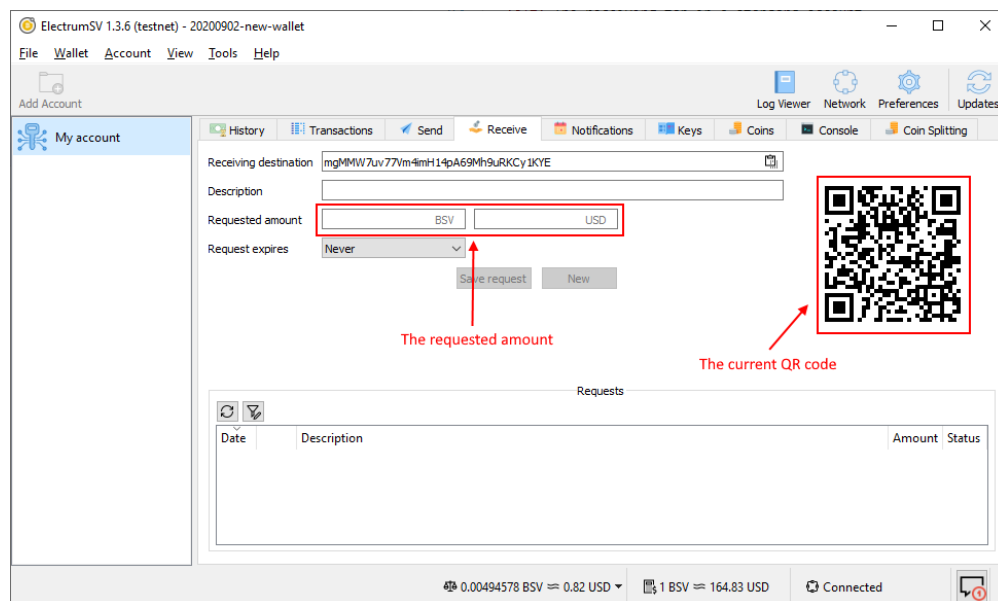 ElectrumSV 1.3.6 (testnet) - 20200902-new-wallet
File Wallet Account View Tools Help
Add Account
Log Viewer Network Preferences Updates
My account
History Transactions Send Receive Notifications Keys Coins Console Coin Splitting
Receiving destination mgMMW7uv77Vm4imH14pA69Mh9uRKCy1KYE
Description
Requested amount BSV USD
Request expires Never
Save request New
The requested amount
The current QR code
Requests
Date Description Amount Status
0.00494578 BSV ≈ 0.82 USD
1 BSV ≈ 164.83 USD
Connected
1